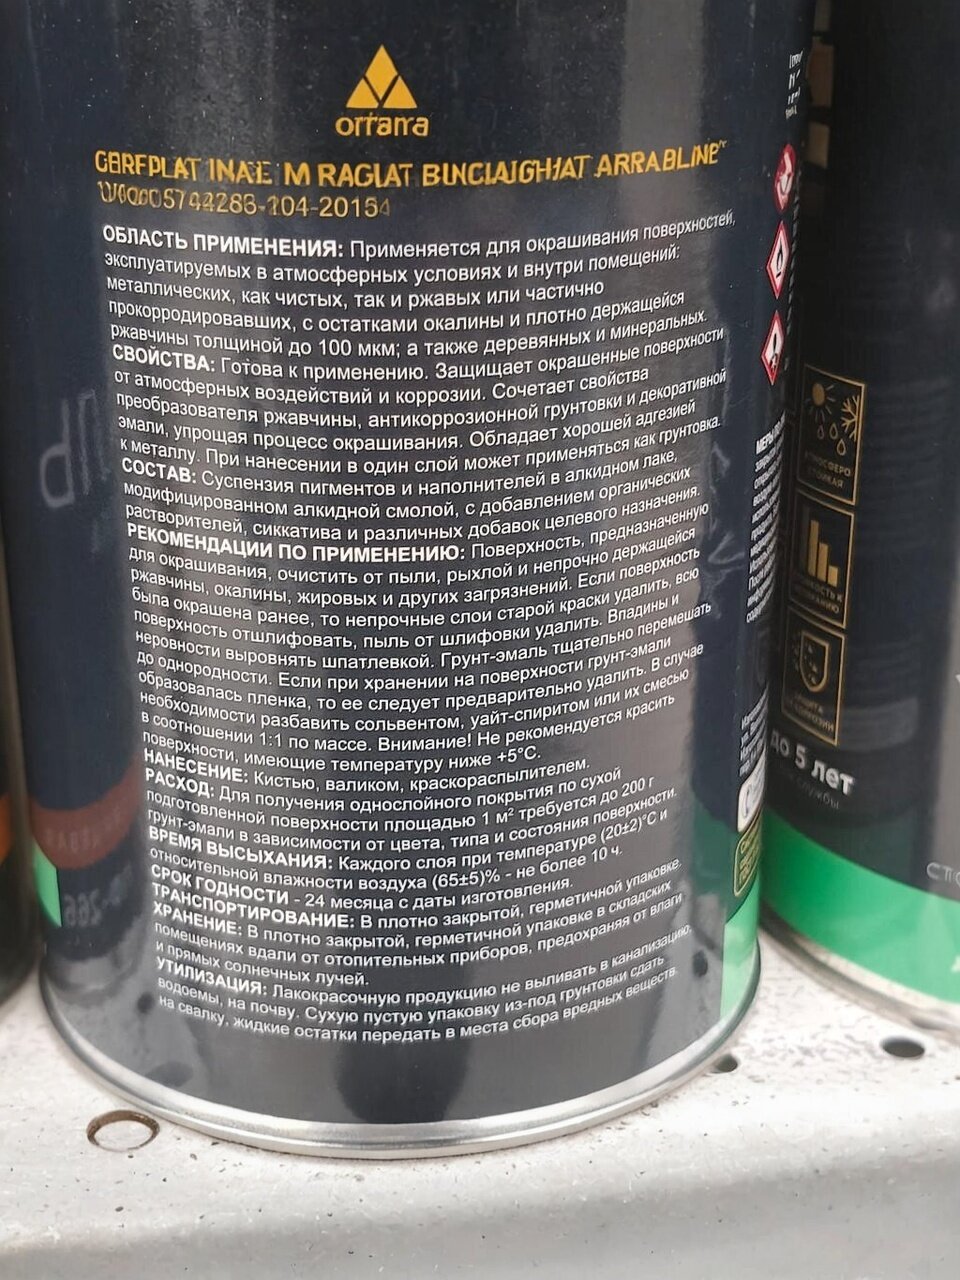 ortana
ОБЛАСТЬ ПРИМЕНЕНИЯ: Применяется для окрашивания поверхностей,
эксплуатируемых в атмосферных условиях и внутри помещений:
металлических, как чистых, так и ржавых или частично
прокорродировавших, с остатками окалины и плотно держащейся
ржавчины толщиной до 100 мкм; а также деревянных и минеральных.
СВОЙСТВА: Готова к применению. Защищает окрашенные поверхности
от атмосферных воздействий и коррозии. Сочетает свойства
преобразователя ржавчины, антикоррозионной грунтовки и декоративной
эмали, упрощая процесс окрашивания. Обладает хорошей адгезией
к металлу. При нанесении в один слой может применяться как грунтовка.
СОСТАВ: Суспензия пигментов и наполнителей в алкидном лаке,
модифицированном алкидной смолой, с добавлением органических
растворителей, сиккатива и различных добавок целевого назначения.
РЕКОМЕНДАЦИИ ПО ПРИМЕНЕНИЮ: Поверхность, предназначенную
для окрашивания, очистить от пыли, рыхлой и непрочно держащейся
ржавчины, окалины, жировых и других загрязнений. Если поверхность
была окрашена ранее, то непрочные слои старой краски удалить, всю
поверхность отшлифовать, пыль от шлифовки удалить. Впадины и
неровности выровнять шпатлевкой. Грунт-эмаль тщательно перемешать
до однородности. Если при хранении на поверхности грунт-эмали
образовалась пленка, то ее следует предварительно удалить. В случае
необходимости разбавить сольвентом, уайт-спиритом или их смесью
в соотношении 1:1 по массе. Внимание! Не рекомендуется красить
поверхности, имеющие температуру ниже +5°С.
НАНЕСЕНИЕ: Кистью, валиком, краскораспылителем.
РАСХОД: Для получения однослойного покрытия по сухой
подготовленной поверхности площадью 1 м² требуется до 200 г
грунт-эмали в зависимости от цвета, типа и состояния поверхности.
ВРЕМЯ ВЫСЫХАНИЯ: Каждого слоя при температуре (20±2)°С и
относительной влажности воздуха (65±5)% - не более 10 ч.
СРОК ГОДНОСТИ - 24 месяца с даты изготовления.
ТРАНСПОРТИРОВАНИЕ: В плотно закрытой, герметичной упаковке.
ХРАНЕНИЕ: В плотно закрытой, герметичной упаковке в складских
помещениях вдали от отопительных приборов, предохраняя от влаги
и прямых солнечных лучей.
УТИЛИЗАЦИЯ: Лакокрасочную продукцию не выливать в канализацию,
водоемы, на почву. Сухую пустую упаковку из-под грунтовки сдать
на свалку, жидкие остатки передать в места сбора вредных веществ.
до 5 лет
службы